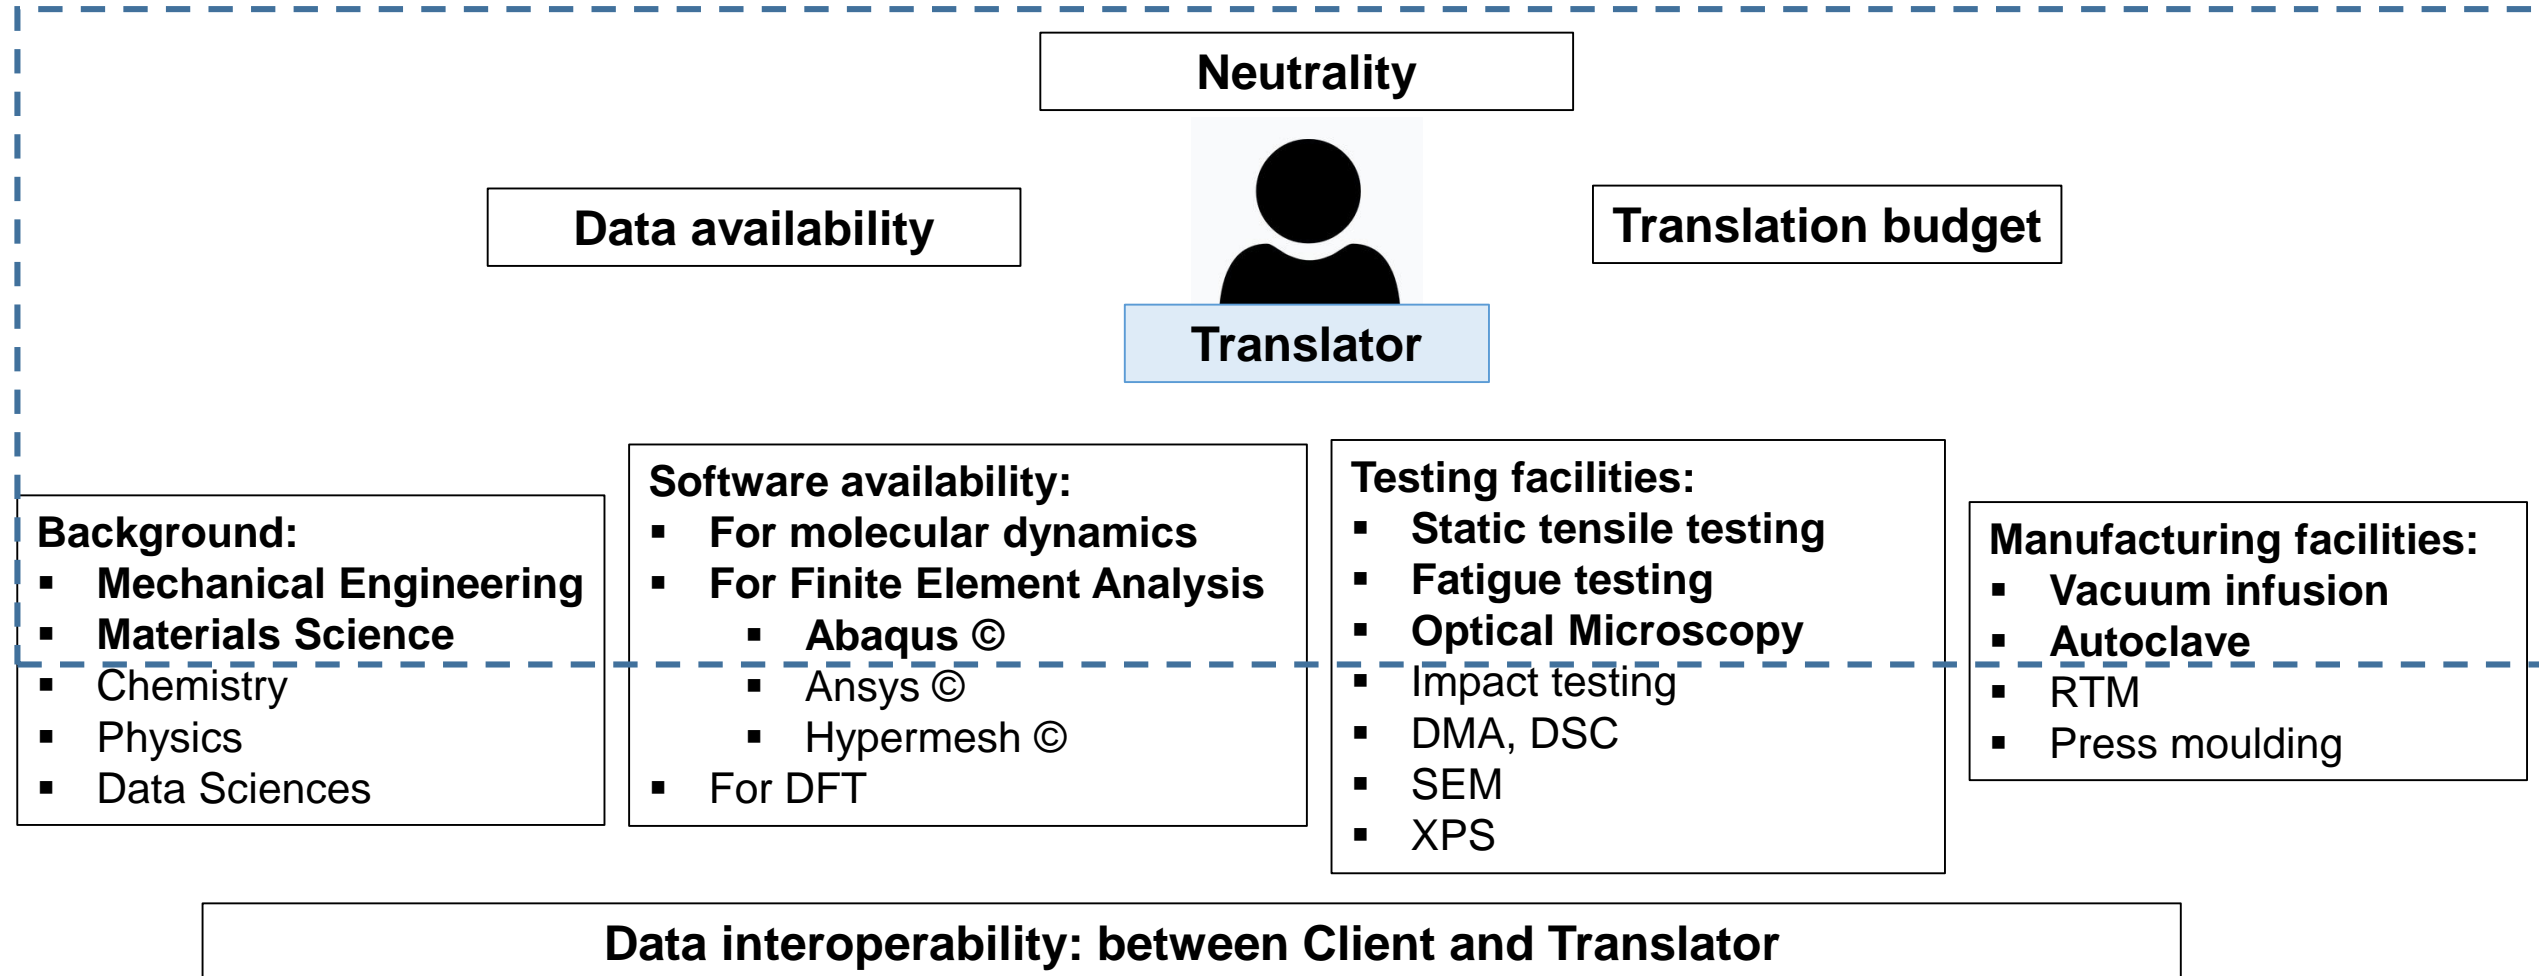 Neutrality
Data availability
Translation budget
Translator
Background:
▪ Mechanical Engineering
▪ Materials Science
▪ Chemistry
▪ Physics
▪ Data Sciences
Software availability:
▪ For molecular dynamics
▪ For Finite Element Analysis
▪ Abaqus ©
▪ Ansys ©
▪ Hypermesh ©
▪ For DFT
Testing facilities:
▪ Static tensile testing
▪ Fatigue testing
▪ Optical Microscopy
▪ Impact testing
▪ DMA, DSC
▪ SEM
▪ XPS
Manufacturing facilities:
▪ Vacuum infusion
▪ Autoclave
▪ RTM
▪ Press moulding
Data interoperability: between Client and Translator